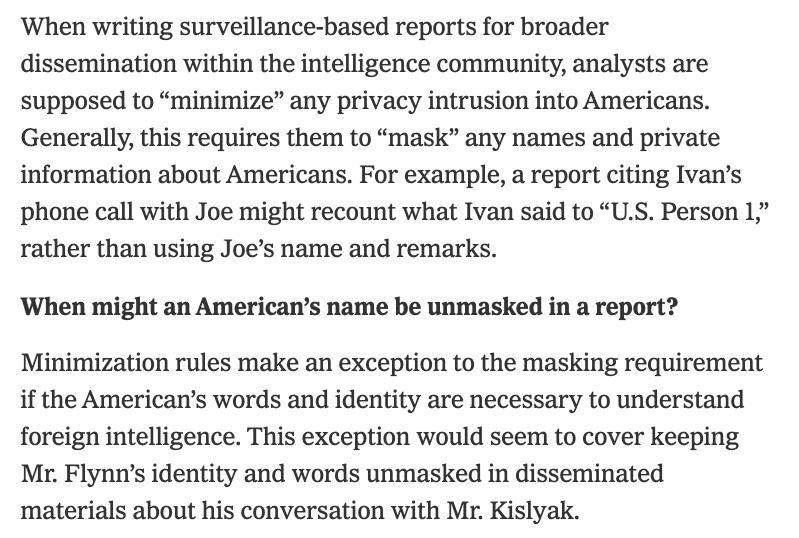 When writing surveillance-based reports for broader
dissemination within the intelligence community, analysts are
supposed to “minimize” any privacy intrusion into Americans.
Generally, this requires them to “mask” any names and private
information about Americans. For example, a report citing Ivan’s
phone call with Joe might recount what Ivan said to “U.S. Person 1,”
rather than using Joe’s name and remarks.
When might an American’s name be unmasked in a report?
Minimization rules make an exception to the masking requirement
if the American’s words and identity are necessary to understand
foreign intelligence. This exception would seem to cover keeping
Mr. Flynn’s identity and words unmasked in disseminated
materials about his conversation with Mr. Kislyak.